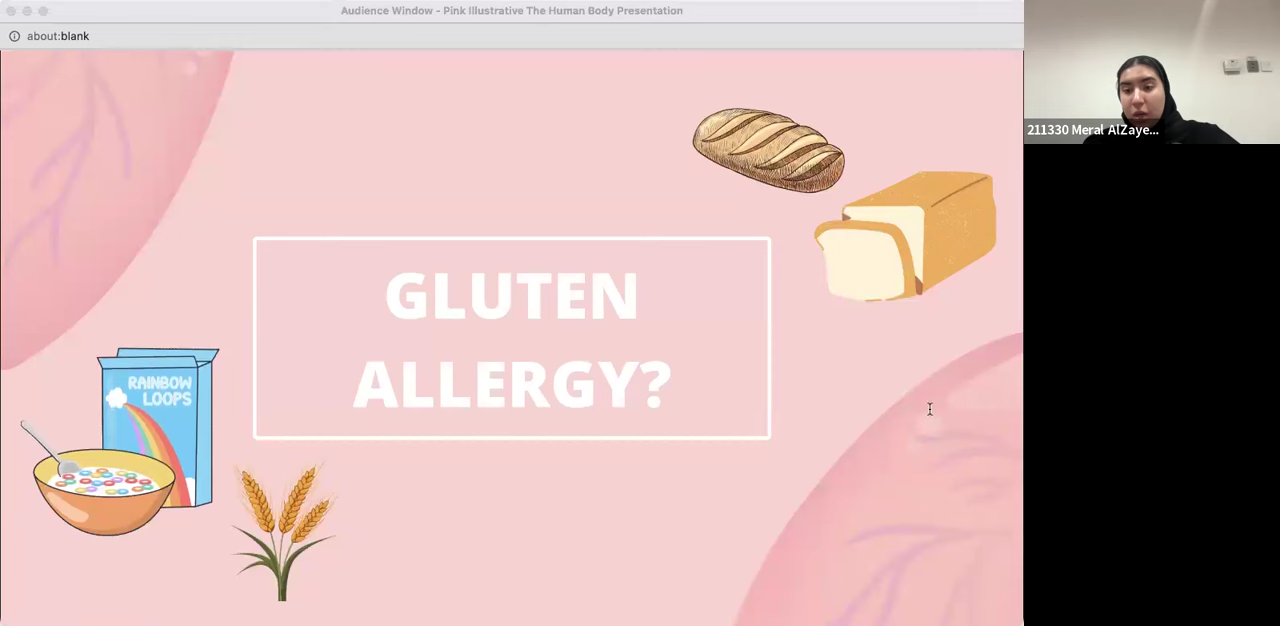 Audience Window - Pink Illustrative The Human Body Presentation
about:blank
211330 Meral AlZaye...
GLUTEN
ALLERGY?
RAINBOW
LOOPS